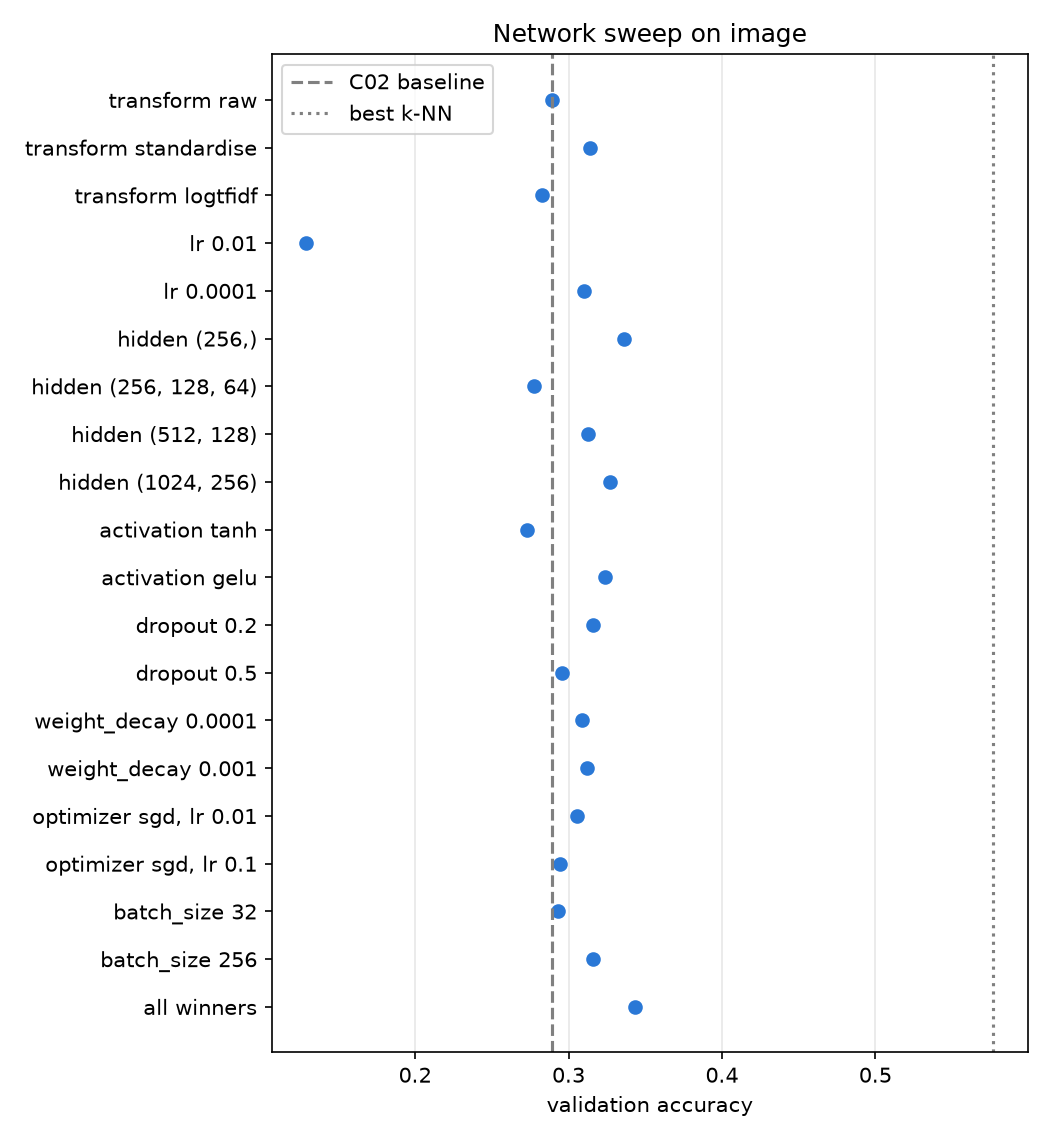 Network sweep on image
C02 baseline
best k-NN
transform raw
transform standardise
transform logtfidf
lr 0.01
lr 0.0001
hidden (256,)
hidden (256, 128, 64)
hidden (512, 128)
hidden (1024, 256)
activation tanh
activation gelu
dropout 0.2
dropout 0.5
weight_decay 0.0001
weight_decay 0.001
optimizer sgd, lr 0.01
optimizer sgd, lr 0.1
batch_size 32
batch_size 256
all winners
0.2 0.3 0.4 0.5
validation accuracy